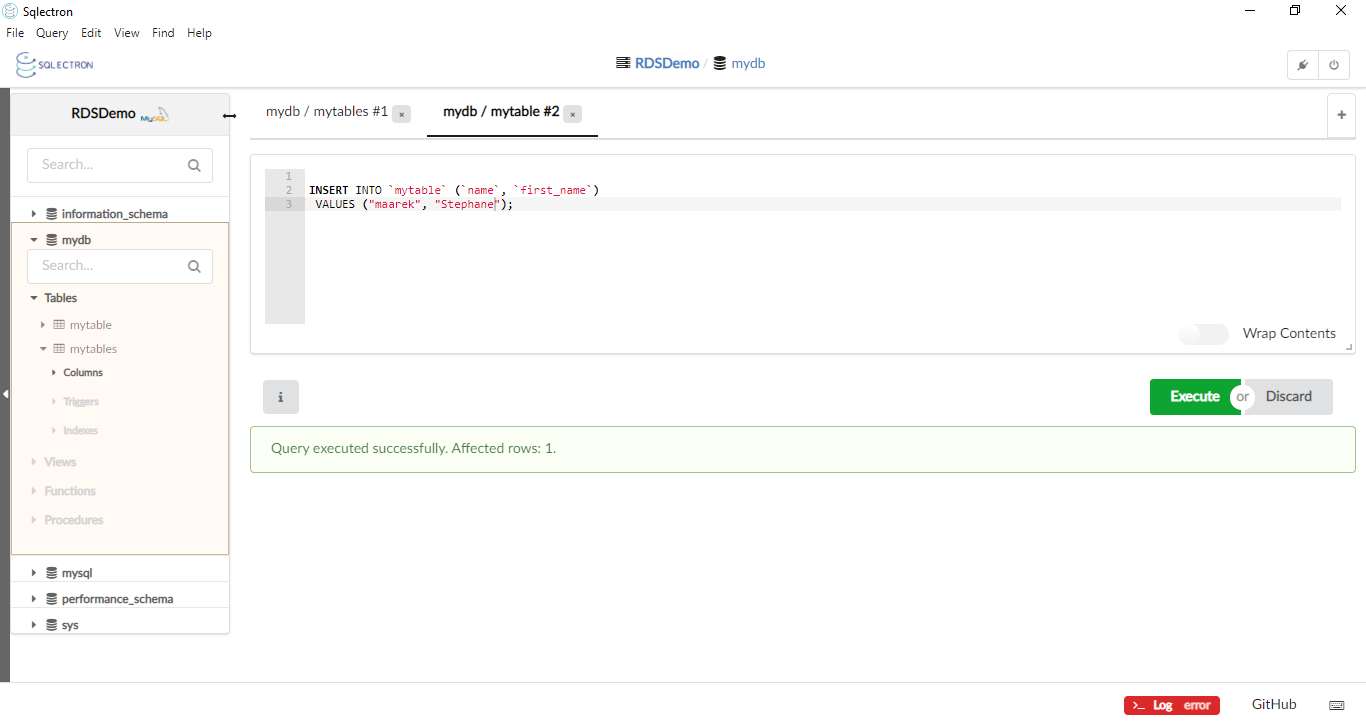 Sqlectron
File Query Edit View Find Help
SQLECTRON
RDSDemo / mydb
RDSDemo MySQL
mydb / mytables #1 ×
mydb / mytable #2 ×
+
Search...
information_schema
mydb
Search...
Tables
mytable
mytables
Columns
Triggers
Indexes
Views
Functions
Procedures
mysql
performance_schema
sys
1
2 INSERT INTO `mytable` (`name`, `first_name`)
3 VALUES ("maarek", "Stephane");
Wrap Contents
i
Execute or Discard
Query executed successfully. Affected rows: 1.
>_ Log error
GitHub